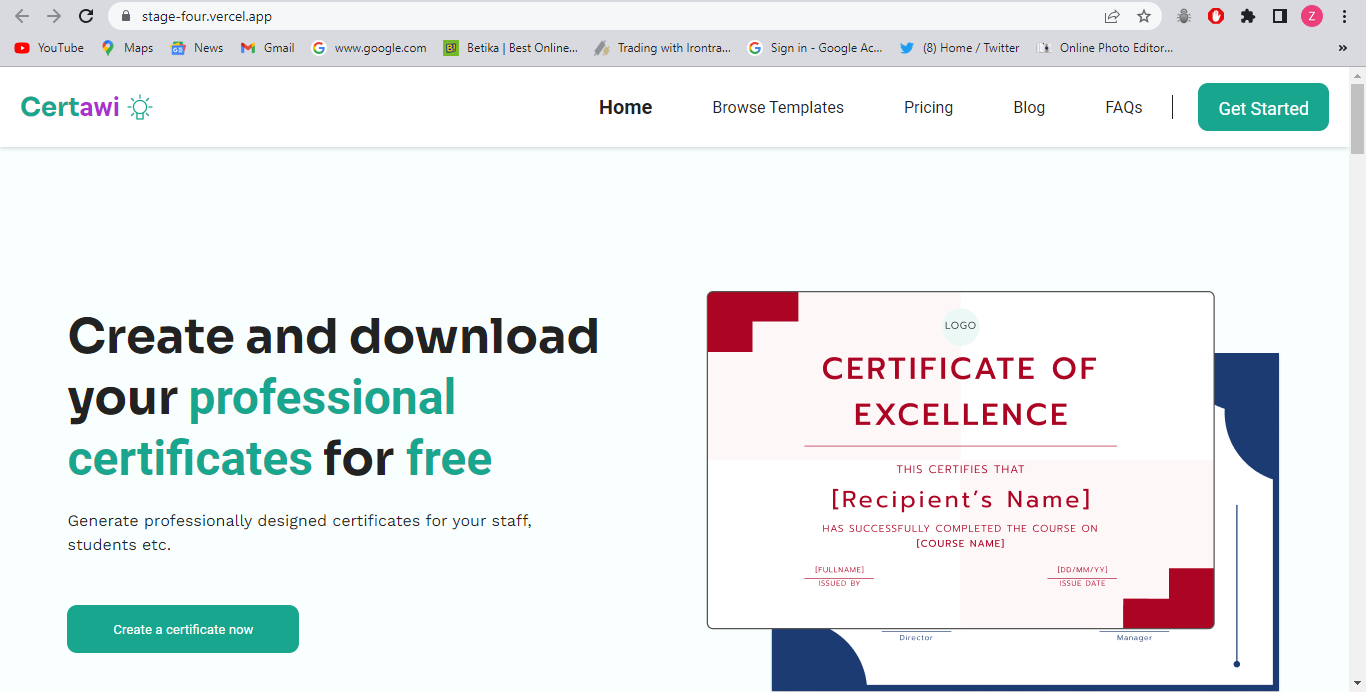 stage-four.vercel.app
Z
YouTube Maps News Gmail www.google.com Betika | Best Online... Trading with Irontra... Sign in - Google Ac... (8) Home / Twitter Online Photo Editor... »
Certawi Home Browse Templates Pricing Blog FAQs Get Started
Create and download
your professional
certificates for free
Generate professionally designed certificates for your staff,
students etc.
Create a certificate now
LOGO
CERTIFICATE OF
EXCELLENCE
THIS CERTIFIES THAT
[Recipient's Name]
HAS SUCCESSFULLY COMPLETED THE COURSE ON
[COURSE NAME]
[FULLNAME] [DD/MM/YY]
ISSUED BY ISSUE DATE
Director Manager